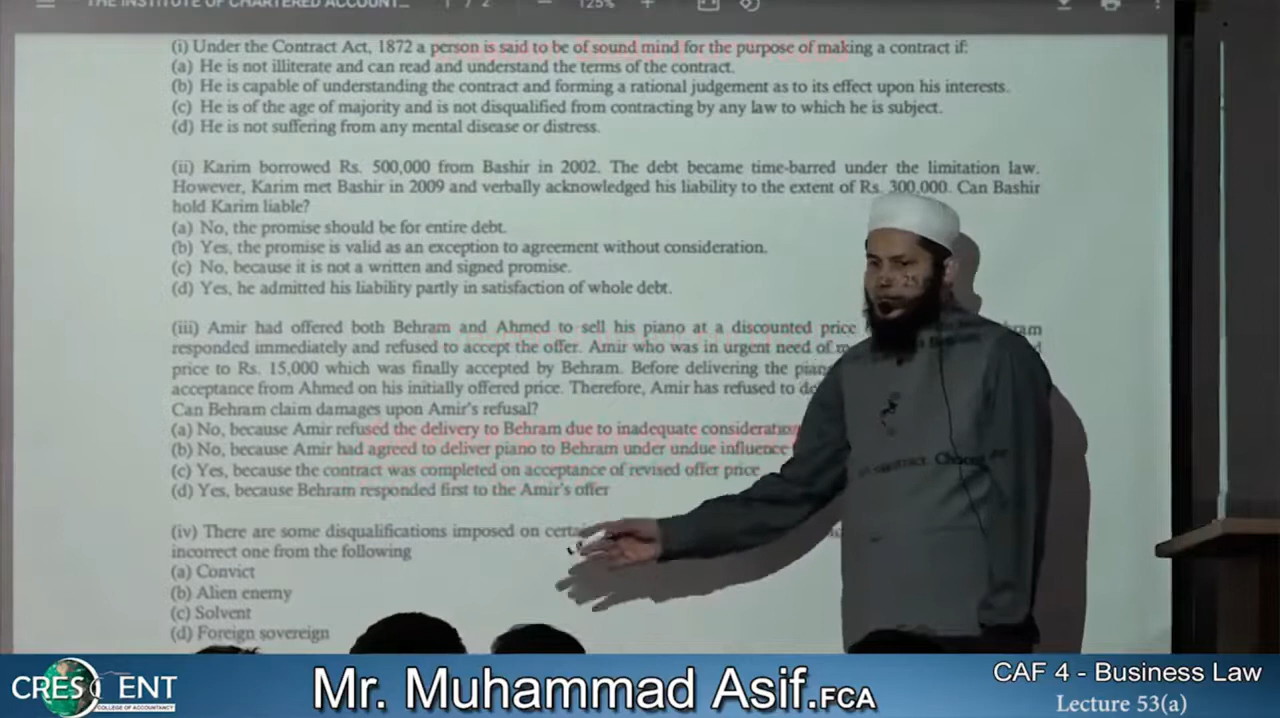 THE INSTITUTE OF CHARTERED ACCOUNT... 1 / 2 125%
(i) Under the Contract Act, 1872 a person is said to be of sound mind for the purpose of making a contract if:
(a) He is not illiterate and can read and understand the terms of the contract.
(b) He is capable of understanding the contract and forming a rational judgement as to its effect upon his interests.
(c) He is of the age of majority and is not disqualified from contracting by any law to which he is subject.
(d) He is not suffering from any mental disease or distress.
(ii) Karim borrowed Rs. 500,000 from Bashir in 2002. The debt became time-barred under the limitation law.
However, Karim met Bashir in 2009 and verbally acknowledged his liability to the extent of Rs. 300,000. Can Bashir
hold Karim liable?
(a) No, the promise should be for entire debt.
(b) Yes, the promise is valid as an exception to agreement without consideration.
(c) No, because it is not a written and signed promise.
(d) Yes, he admitted his liability partly in satisfaction of whole debt.
(iii) Amir had offered both Behram and Ahmed to sell his piano at a discounted price
responded immediately and refused to accept the offer. Amir who was in urgent need of
price to Rs. 15,000 which was finally accepted by Behram. Before delivering the piano
acceptance from Ahmed on his initially offered price. Therefore, Amir has refused to
Can Behram claim damages upon Amir's refusal?
(a) No, because Amir refused the delivery to Behram due to inadequate consideration
(b) No, because Amir had agreed to deliver piano to Behram under undue influence
(c) Yes, because the contract was completed on acceptance of revised offer price
(d) Yes, because Behram responded first to the Amir's offer
(iv) There are some disqualifications imposed on contract Choose
incorrect one from the following
(a) Convict
(b) Alien enemy
(c) Solvent
(d) Foreign sovereign
CRESCENT
COLLEGE OF ACCOUNTANCY
Mr. Muhammad Asif.FCA
CAF 4 - Business Law
Lecture 53(a)